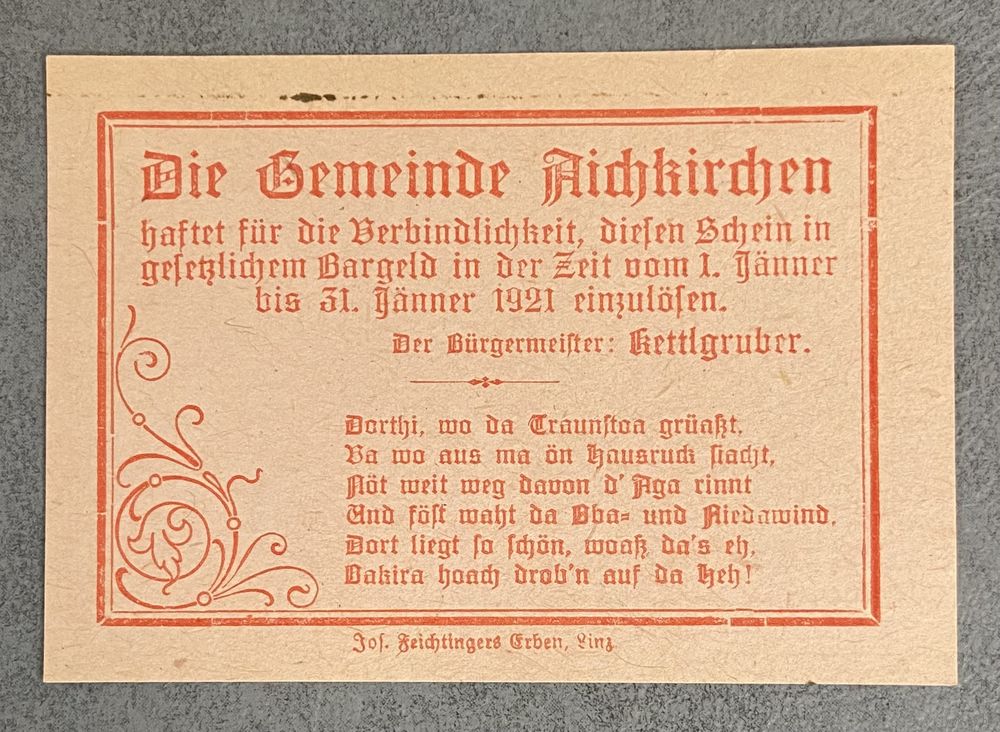 Die Gemeinde Aichkirchen
haftet für die Verbindlichkeit, diesen Schein in
gesetzlichem Bargeld in der Zeit vom 1. Jänner
bis 31. Jänner 1921 einzulösen.
Der Bürgermeister: Kettlgruber.
Dorthi, wo da Traunstoa grüaßt,
Va wo aus ma ön Hausruck siacht,
Nöt weit weg davon d' Aga rinnt
Und föst waht da Oba- und Niedawind,
Dort liegt so schön, woaß da's eh,
Oakira hoach drob'n auf da Heh!
Jos. Feichtingers Erben, Linz